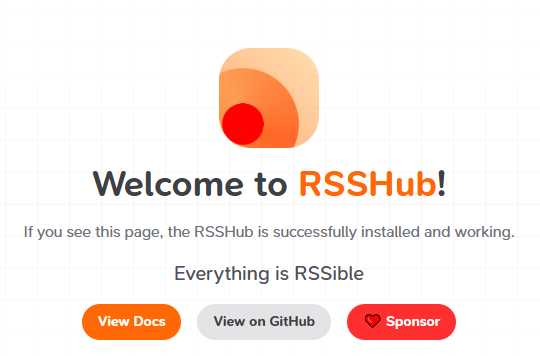 Welcome to RSSHub!
If you see this page, the RSSHub is successfully installed and working.
Everything is RSSible
View Docs
View on GitHub
Sponsor